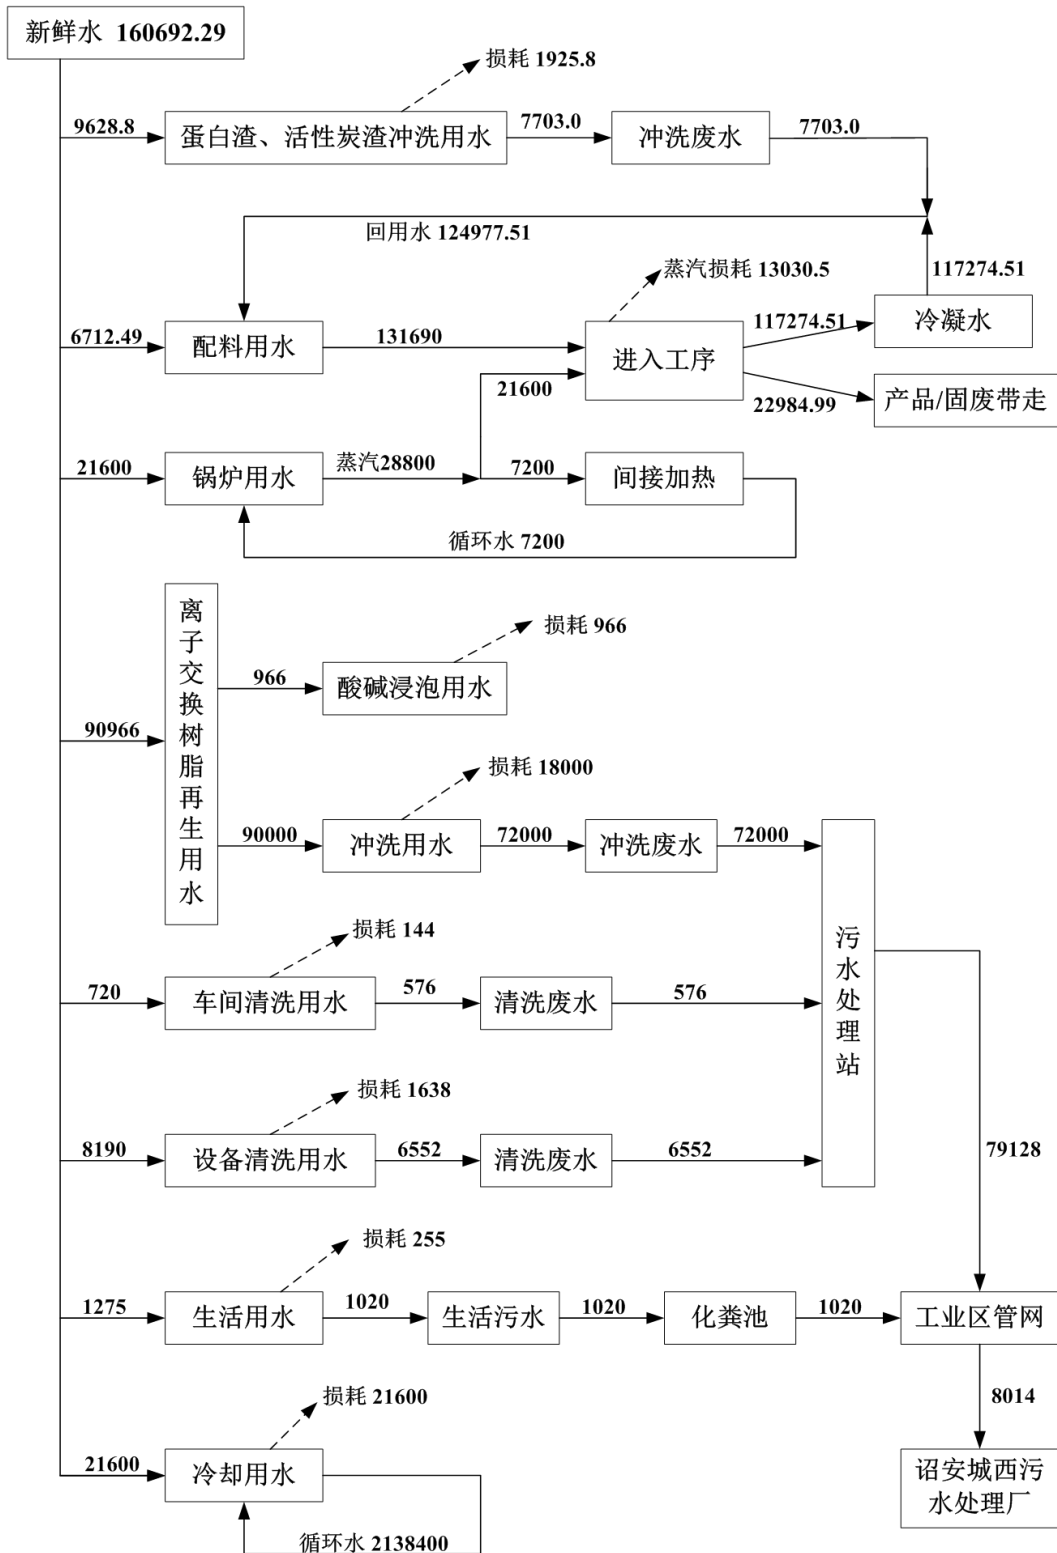 新鲜水 160692.29
损耗 1925.8
9628.8
蛋白渣、活性炭渣冲洗用水
7703.0
冲洗废水
7703.0
回用水 124977.51
蒸汽损耗 13030.5
117274.51
6712.49
配料用水
131690
进入工序
117274.51
冷凝水
21600
22984.99
产品/固废带走
21600
锅炉用水
蒸汽28800
7200
间接加热
循环水 7200
离子交换树脂再生用水
损耗 966
966
酸碱浸泡用水
90966
损耗 18000
90000
冲洗用水
72000
冲洗废水
72000
污水处理站
损耗 144
720
车间清洗用水
576
清洗废水
576
损耗 1638
8190
设备清洗用水
6552
清洗废水
6552
79128
损耗 255
1275
生活用水
1020
生活污水
1020
化粪池
1020
工业区管网
损耗 21600
8014
21600
冷却用水
诏安城西污
水处理厂
循环水 2138400